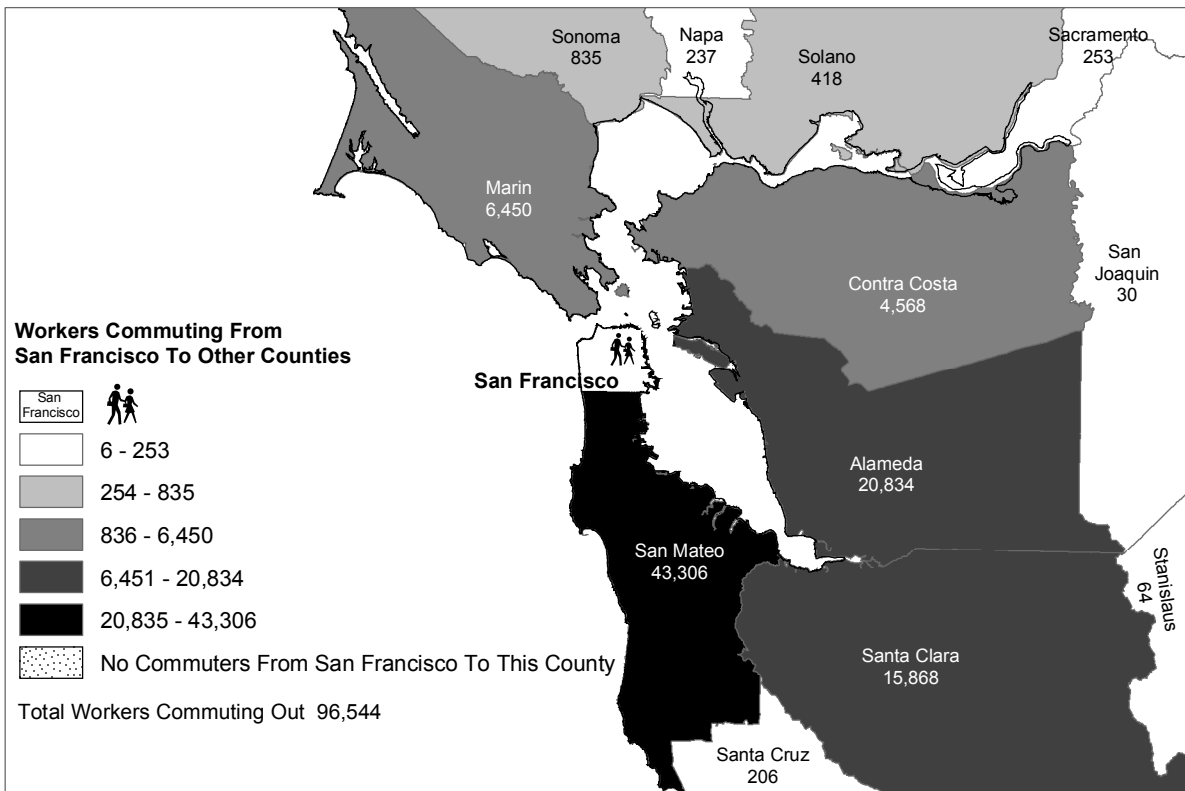 Sonoma
835
Napa
237
Solano
418
Sacramento
253
Marin
6,450
San
Joaquin
30
Contra Costa
4,568
Workers Commuting From
San Francisco To Other Counties
San Francisco
San
Francisco
6 - 253
254 - 835
836 - 6,450
6,451 - 20,834
20,835 - 43,306
No Commuters From San Francisco To This County
Total Workers Commuting Out 96,544
Alameda
20,834
San Mateo
43,306
Stanislaus
64
Santa Clara
15,868
Santa Cruz
206